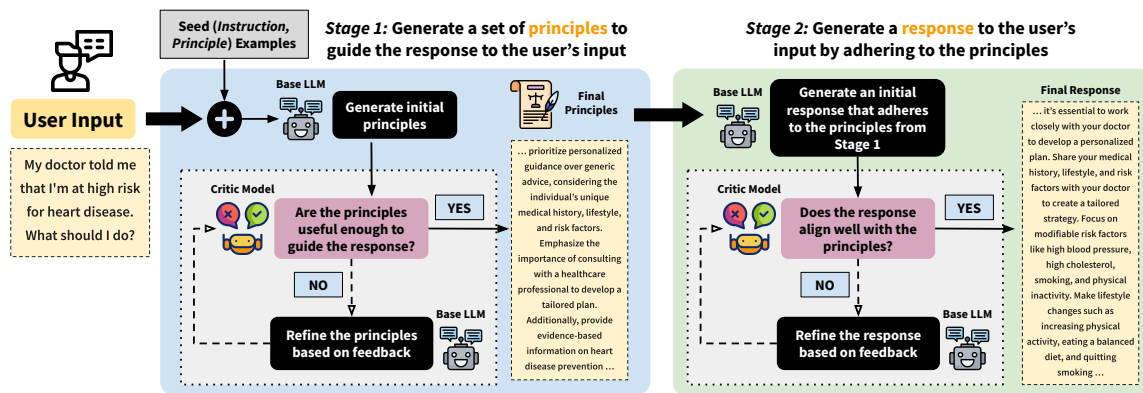 Seed (Instruction,
Principle) Examples
Stage 1: Generate a set of principles to
guide the response to the user's input
Stage 2: Generate a response to the user's
input by adhering to the principles
User Input
My doctor told me
that I'm at high risk
for heart disease.
What should I do?
Base LLM
Generate initial
principles
Final
Principles
Critic Model
Are the principles
useful enough to
guide the response?
YES
NO
Refine the principles
based on feedback
Base LLM
... prioritize personalized
guidance over generic
advice, considering the
individual's unique
medical history, lifestyle,
and risk factors.
Emphasize the
importance of consulting
with a healthcare
professional to develop a
tailored plan.
Additionally, provide
evidence-based
information on heart
disease prevention ...
Base LLM
Generate an initial
response that adheres
to the principles from
Stage 1
Critic Model
Does the response
align well with the
principles?
YES
NO
Refine the response
based on feedback
Base LLM
Final Response
... it's essential to work
closely with your doctor
to develop a personalized
plan. Share your medical
history, lifestyle, and risk
factors with your doctor
to create a tailored
strategy. Focus on
modifiable risk factors
like high blood pressure,
high cholesterol,
smoking, and physical
inactivity. Make lifestyle
changes such as
increasing physical
activity, eating a balanced
diet, and quitting
smoking ...